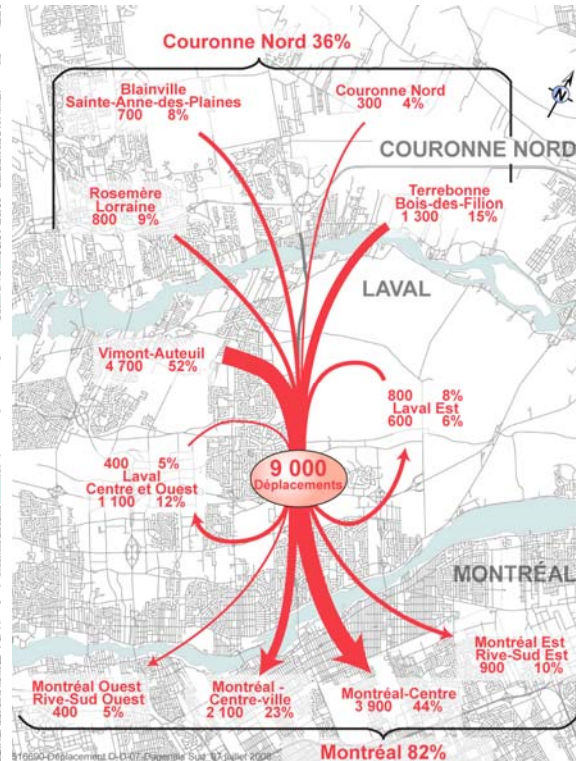 Couronne Nord 36%
Blainville
Sainte-Anne-des-Plaines
700 8%
Couronne Nord
300 4%
N
COURONNE NORD
Rosemère
Lorraine
800 9%
Terrebonne
Bois-des-Filion
1 300 15%
LAVAL
Vimont-Auteuil
4 700 52%
800 8%
Laval Est
600 6%
400 5%
Laval
Centre et Ouest
1 100 12%
9 000
Déplacements
MONTRÉAL
Montréal Est
Rive-Sud Est
900 10%
Montréal Ouest
Rive-Sud Ouest
400 5%
Montréal -
Centre-ville
2 100 23%
Montréal-Centre
3 900 44%
Montréal 82%